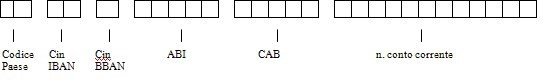 Codice Cin Cin ABI CAB n. conto corrente
Paese IBAN BBAN